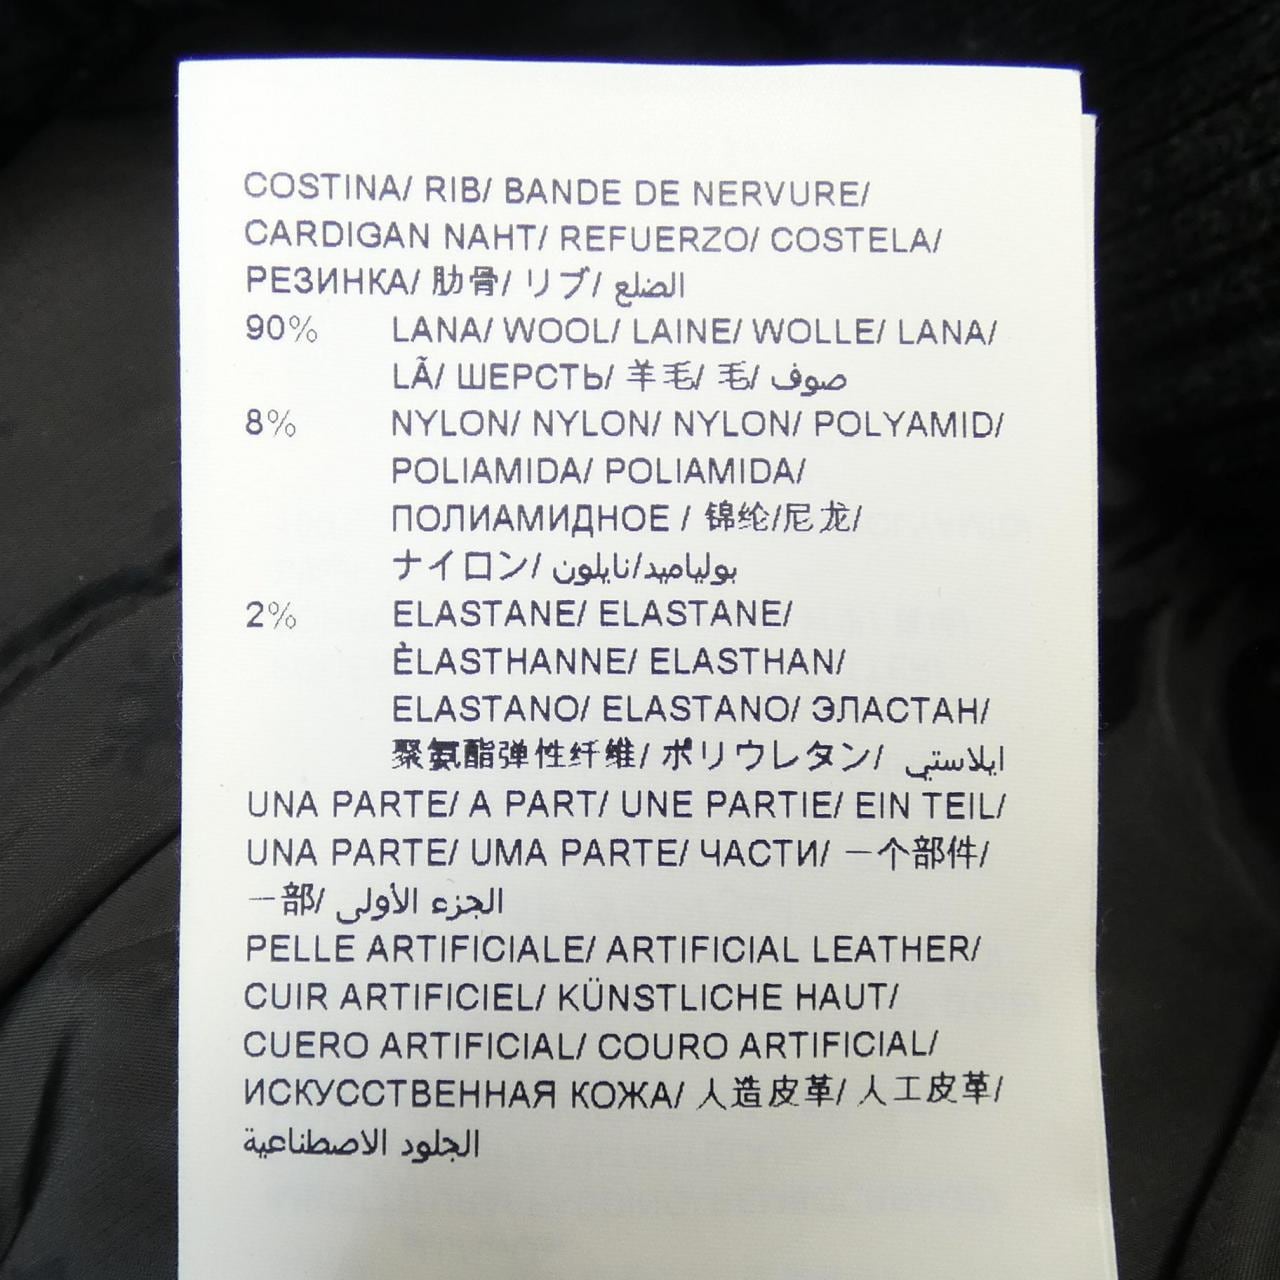 COSTINA/ RIB/ BANDE DE NERVURE/
CARDIGAN NAHT/ REFUERZO/ COSTELA/
РЕЗИНКА/ 肋骨/ リブ/ الضلع
90% LANA/ WOOL/ LAINE/ WOLLE/ LANA/
LÃ/ ШЕРСТЬ/ 羊毛/ 毛/ صوف
8% NYLON/ NYLON/ NYLON/ POLYAMID/
POLIAMIDA/ POLIAMIDA/
ПОЛИАМИДНОЕ / 锦纶/尼龙/
ナイロン/ بولياميد/نايلون
2% ELASTANE/ ELASTANE/
ÈLASTHANNE/ ELASTHAN/
ELASTANO/ ELASTANO/ ЭЛАСТАН/
聚氨酯弹性纤维/ ポリウレタン/ ايلاستي
UNA PARTE/ A PART/ UNE PARTIE/ EIN TEIL/
UNA PARTE/ UMA PARTE/ ЧАСТИ/ 一个部件/
一部/ الجزء الأولى
PELLE ARTIFICIALE/ ARTIFICIAL LEATHER/
CUIR ARTIFICIEL/ KÜNSTLICHE HAUT/
CUERO ARTIFICIAL/ COURO ARTIFICIAL/
ИСКУССТВЕННАЯ КОЖА/ 人造皮革/ 人工皮革/
الجلود الاصطناعية